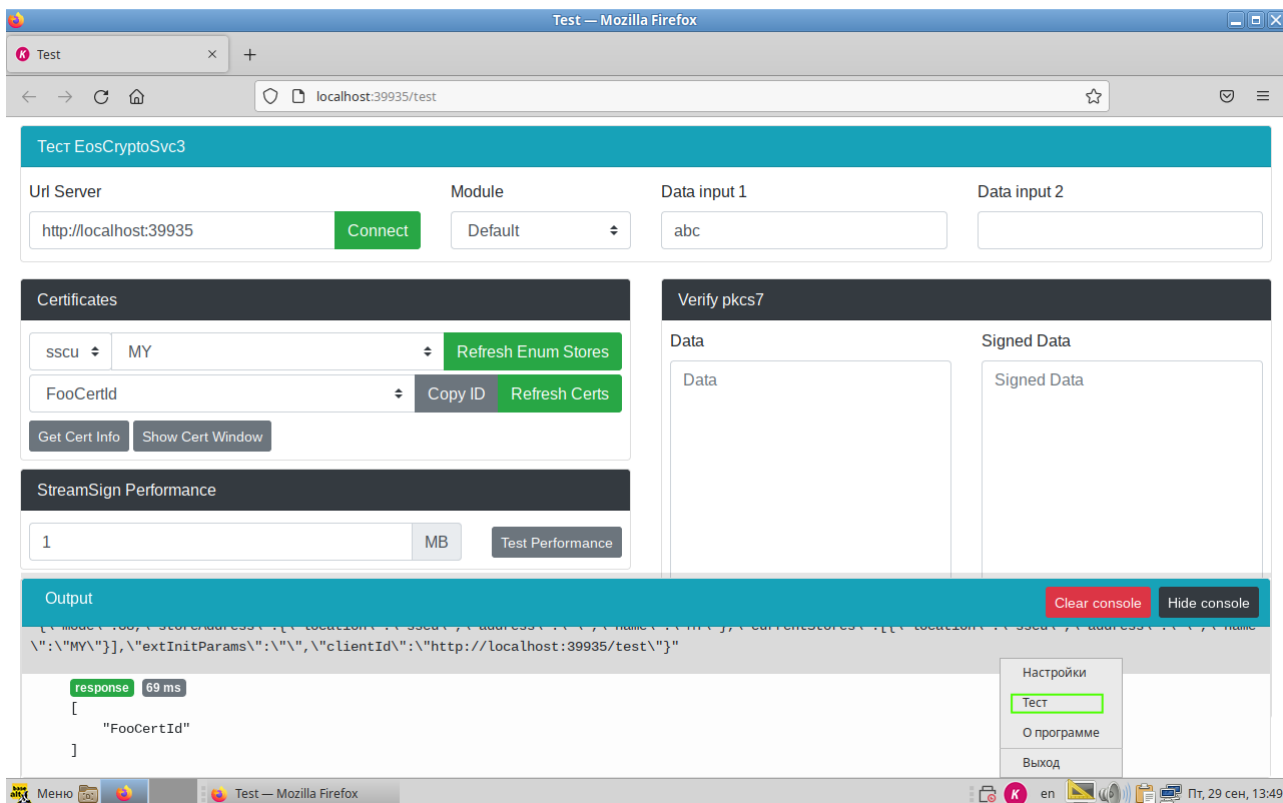 Test — Mozilla Firefox
K Test × +
localhost:39935/test
Тест EosCryptoSvc3
Url Server Module Data input 1 Data input 2
http://localhost:39935 Connect Default abc
Certificates Verify pkcs7
Data Signed Data
sscu MY Refresh Enum Stores
Data Signed Data
FooCertId Copy ID Refresh Certs
Get Cert Info Show Cert Window
StreamSign Performance
1 MB Test Performance
Output Clear console Hide console
\":\"MY\"}],\"extInitParams\":\"\",\"clientId\":\"http://localhost:39935/test\"}"
response 69 ms
[
"FooCertId"
]
Настройки
Тест
О программе
Выход
Меню Test — Mozilla Firefox K en Пт, 29 сен, 13:49